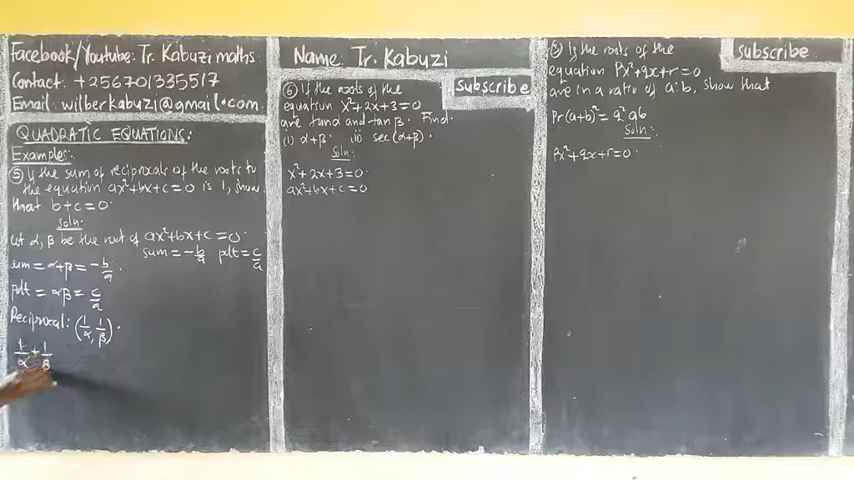 Facebook/Youtube: Tr. Kabuzi maths
Contact: +256701335517
Email: wilberkabuzi@gmail.com
QUADRATIC EQUATIONS:
Examples:
⑤ If the sum of reciprocals of the roots to
the equation ax²+bx+c=0 is 1, show
that b+c=0.
Soln:
Let α, β be the root of ax²+bx+c=0.
sum = -b/a pdt = c/a
sum = α+β = -b/a.
pdt = αβ = c/a
Reciprocal: (1/α, 1/β).
1/α + 1/β
Name: Tr. Kabuzi
subscribe
⑥ If the roots of the
equation x²+2x+3=0
are tanα and tanβ. Find.
(i) α+β. (ii) sec(α+β).
Soln:
x²+2x+3=0.
ax²+bx+c=0
subscribe
If the roots of the
equation Px²+qx+r=0
are in a ratio of a:b, show that
Pr(a+b)² = q²ab
Soln:
Px²+qx+r=0.